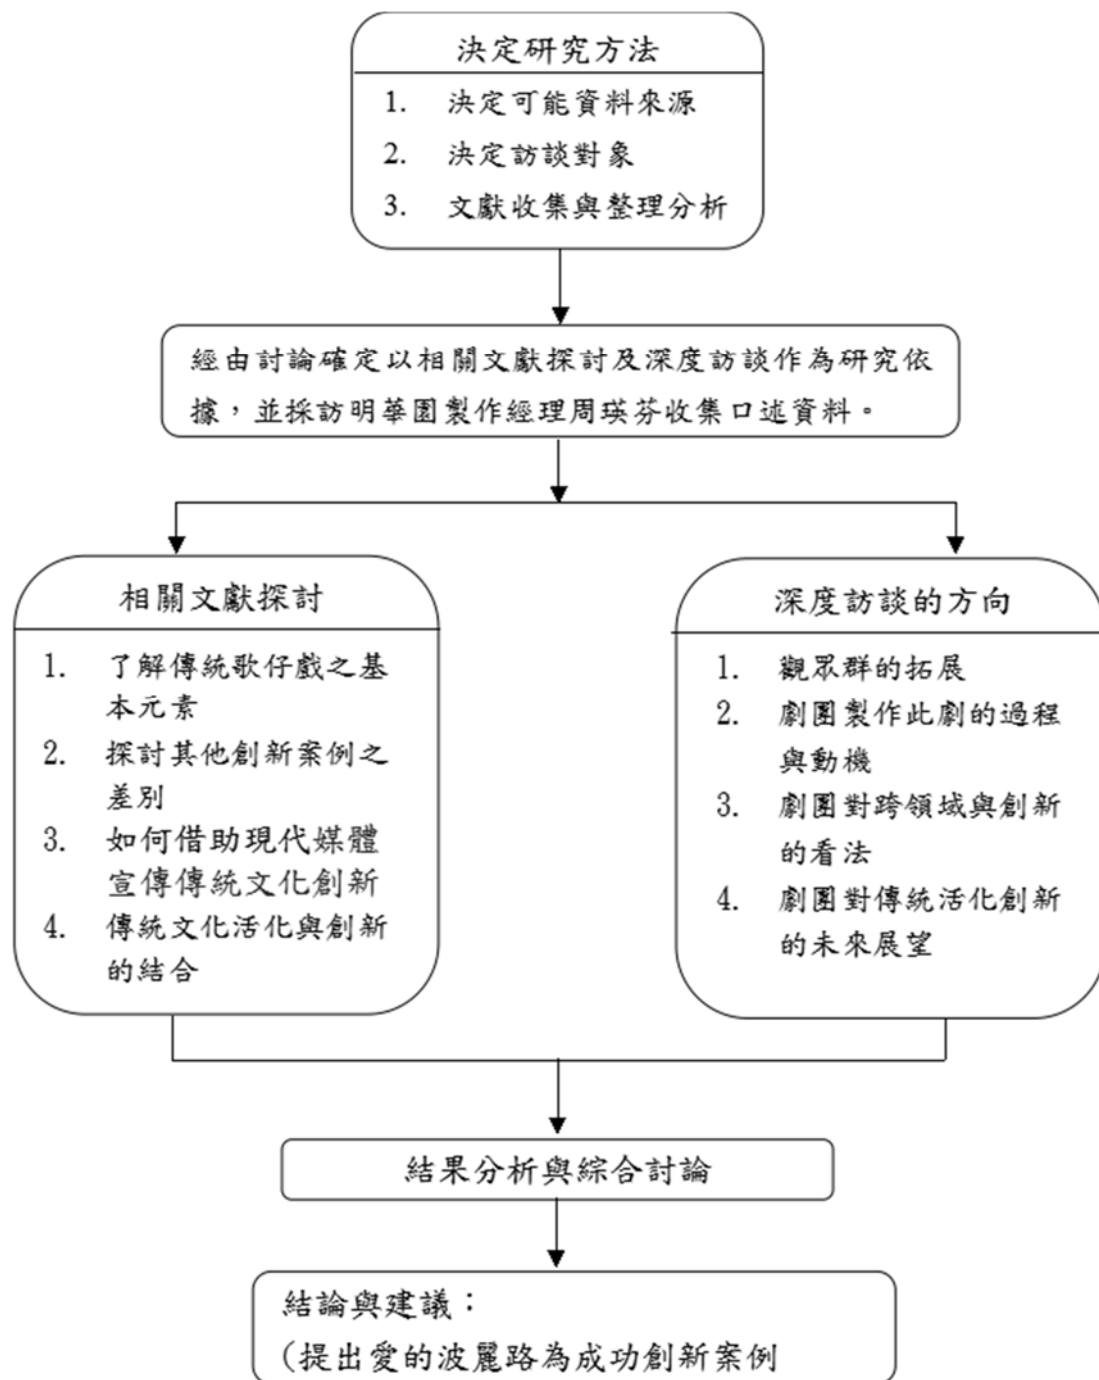 決定研究方法
1. 決定可能資料來源
2. 決定訪談對象
3. 文獻收集與整理分析
經由討論確定以相關文獻探討及深度訪談作為研究依
據，並採訪明華園製作經理周瑛芬收集口述資料。
相關文獻探討
1. 了解傳統歌仔戲之基
本元素
2. 探討其他創新案例之
差別
3. 如何借助現代媒體
宣傳傳統文化創新
4. 傳統文化活化與創新
的結合
深度訪談的方向
1. 觀眾群的拓展
2. 劇團製作此劇的過程
與動機
3. 劇團對跨領域與創新
的看法
4. 劇團對傳統活化創新
的未來展望
結果分析與綜合討論
結論與建議：
(提出愛的波麗路為成功創新案例